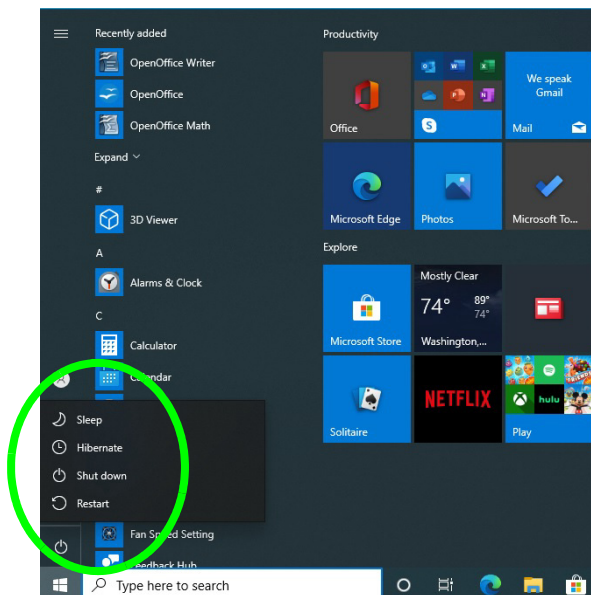 Recently added
OpenOffice Writer
OpenOffice
OpenOffice Math
Expand
#
3D Viewer
A
Alarms & Clock
C
Calculator
Calendar
Sleep
Hibernate
Shut down
Restart
Fan Speed Setting
Feedback Hub
Type here to search
Productivity
Office
We speak
Gmail
Mail
Microsoft Edge
Photos
Microsoft To...
Explore
Microsoft Store
Mostly Clear
74° 89°
74°
Washington,...
Solitaire
NETFLIX
hulu
Play